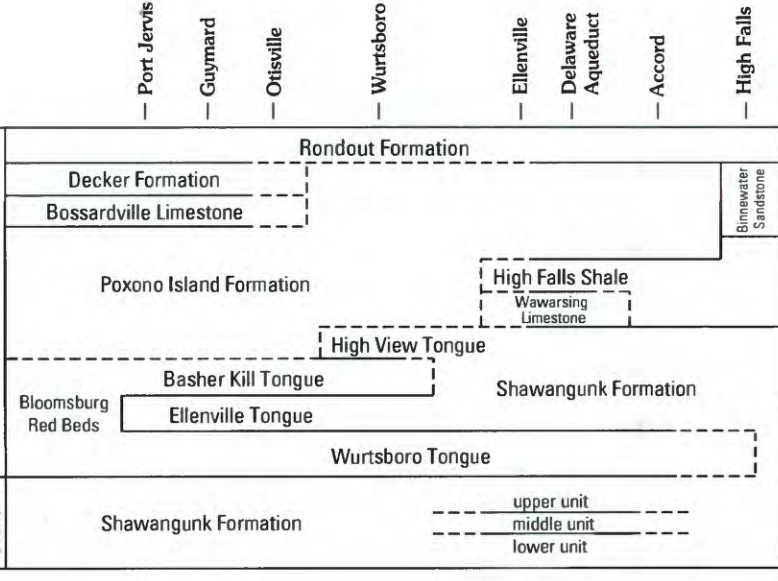 Port Jervis
Guymard
Otisville
Wurtsboro
Ellenville
Delaware
Aqueduct
Accord
High Falls
Rondout Formation
Decker Formation
Bossardville Limestone
Binnewater
Sandstone
Poxono Island Formation
High Falls Shale
Wawarsing
Limestone
High View Tongue
Basher Kill Tongue
Shawangunk Formation
Bloomsburg
Red Beds
Ellenville Tongue
Wurtsboro Tongue
Shawangunk Formation
upper unit
middle unit
lower unit